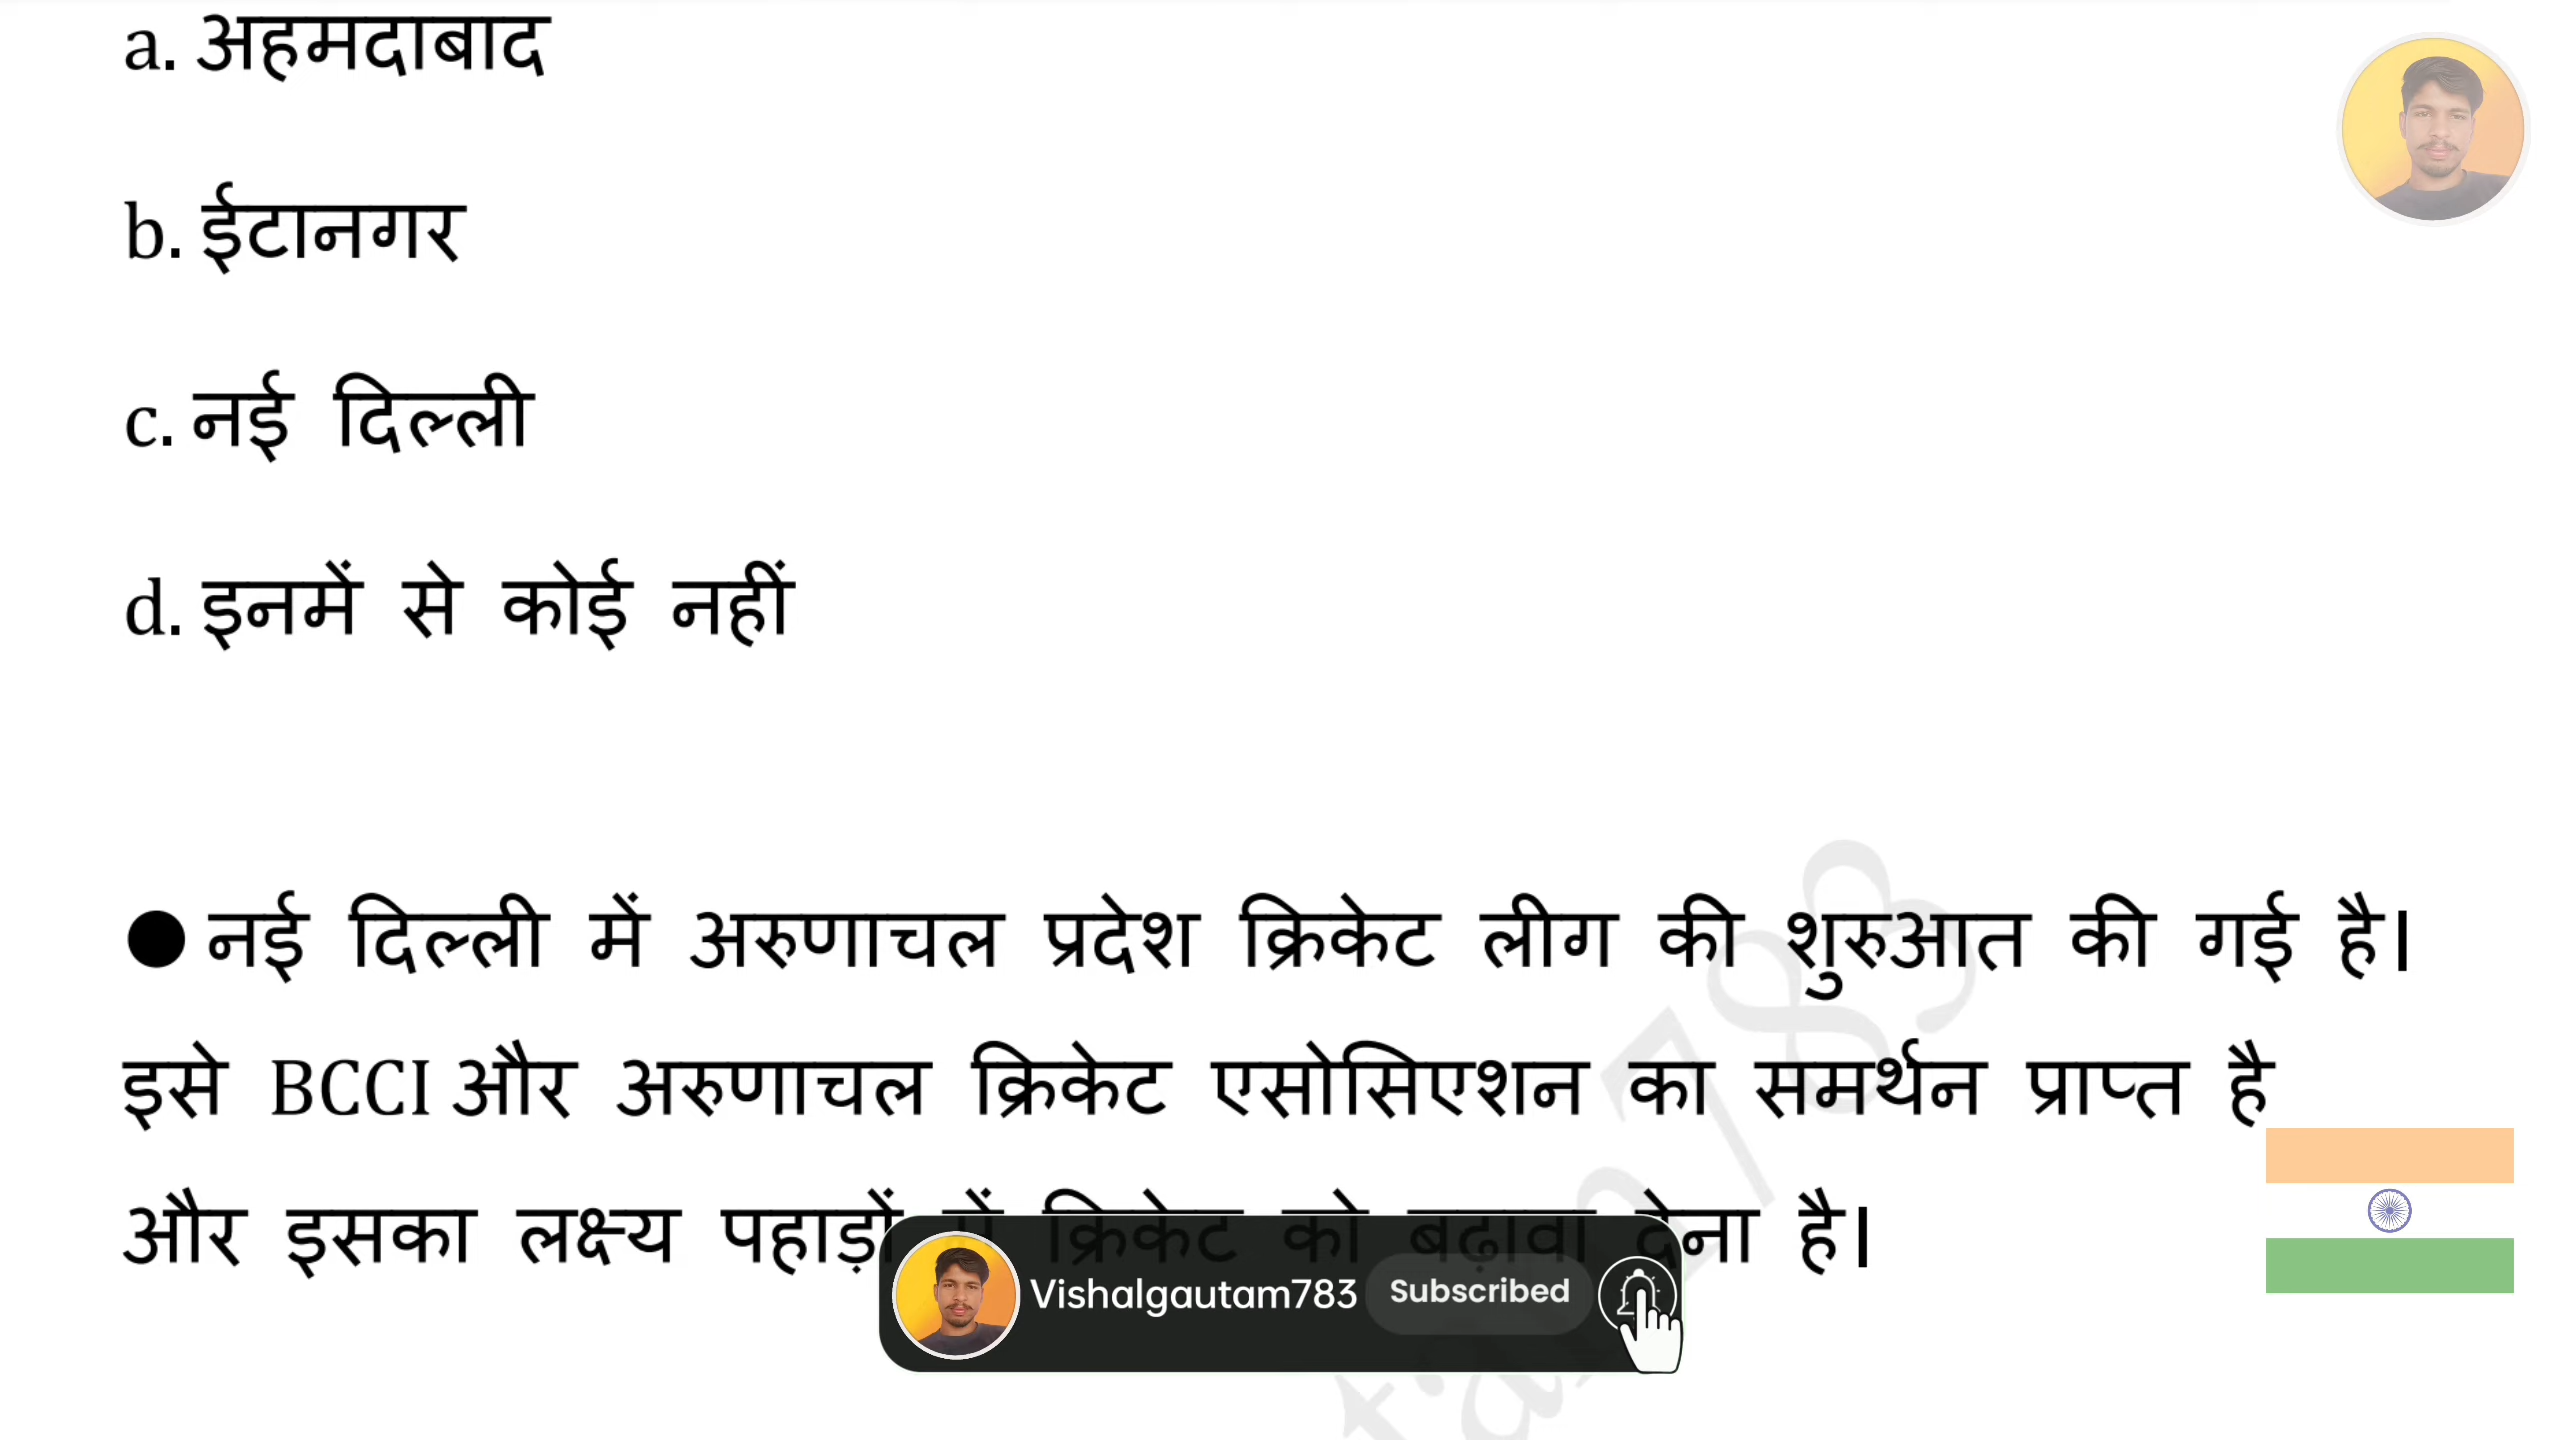 a. अहमदाबाद
b. ईटानगर
c. नई दिल्ली
d. इनमें से कोई नहीं
● नई दिल्ली में अरुणाचल प्रदेश क्रिकेट लीग की शुरुआत की गई है।
इसे BCCI और अरुणाचल क्रिकेट एसोसिएशन का समर्थन प्राप्त है
और इसका लक्ष्य पहाड़ों में क्रिकेट को बढ़ावा देना है।
Vishalgautam783 Subscribed